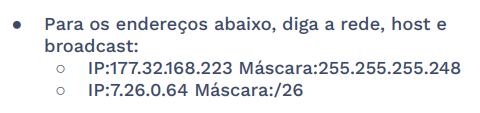 ● Para os endereços abaixo, diga a rede, host e
broadcast:
○ IP:177.32.168.223 Máscara:255.255.255.248
○ IP:7.26.0.64 Máscara:/26